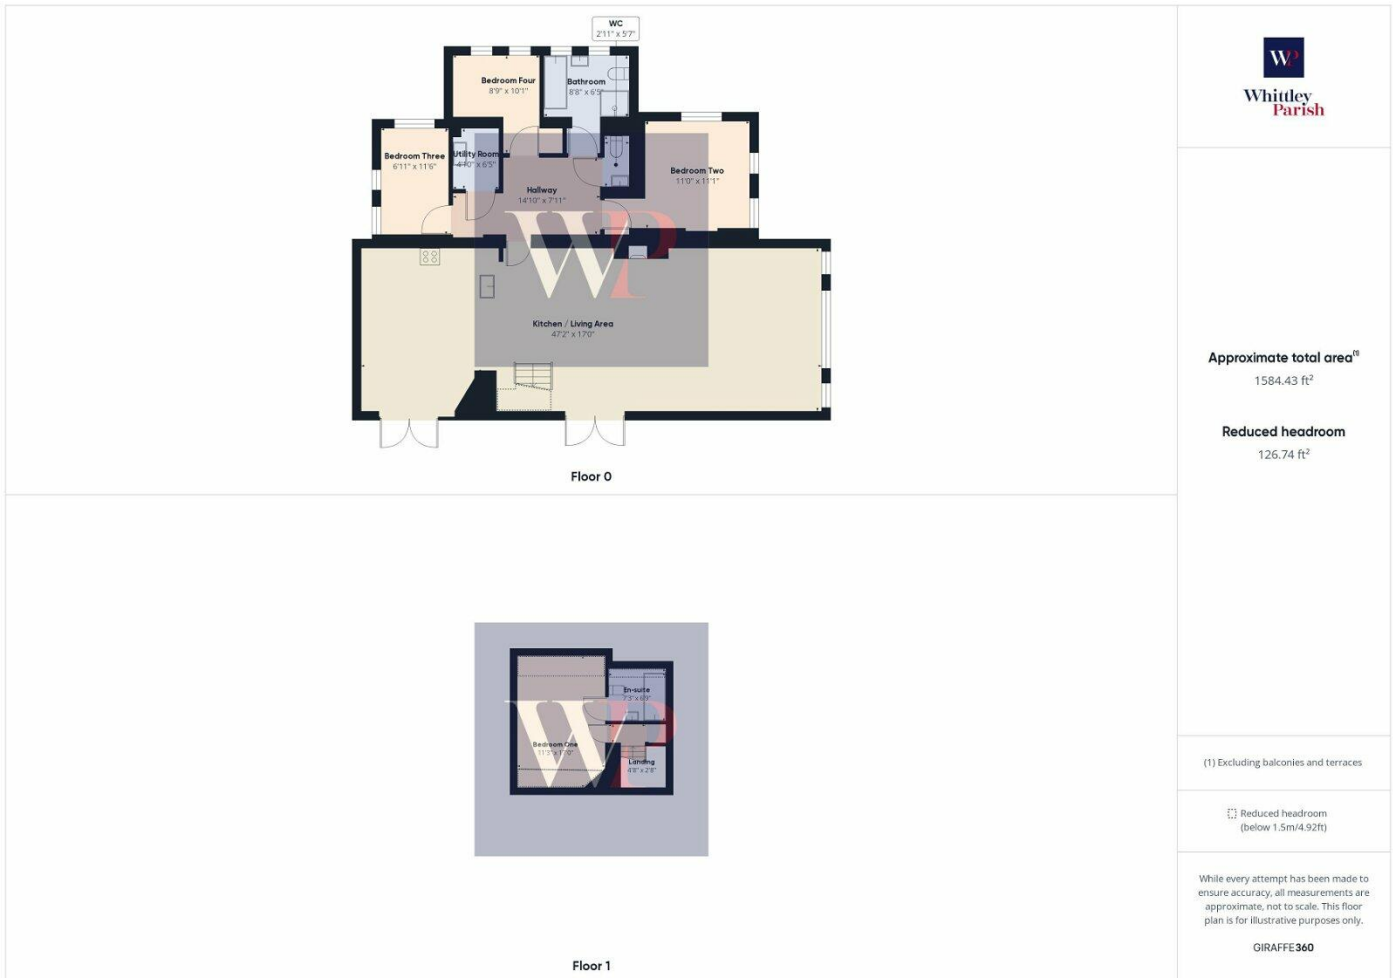 WC
2'11" x 5'7"
Bedroom Four
8'9" x 10'1"
Bathroom
8'8" x 6'5"
Bedroom Three
6'11" x 11'6"
Utility Room
4'10" x 6'5"
Bedroom Two
11'0" x 11'1"
Hallway
14'10" x 7'11"
WP
Kitchen / Living Area
47'2" x 17'0"
Floor 0
En-suite
7'3" x 6'9"
WP
Bedroom One
Landing
4'8" x 2'8"
Floor 1
WP
Whittley
Parish
Approximate total area(1)
1584.43 ft²
Reduced headroom
126.74 ft²
(1) Excluding balconies and terraces
Reduced headroom
(below 1.5m/4.92ft)
While every attempt has been made to
ensure accuracy, all measurements are
approximate, not to scale. This floor
plan is for illustrative purposes only.
GIRAFFE360